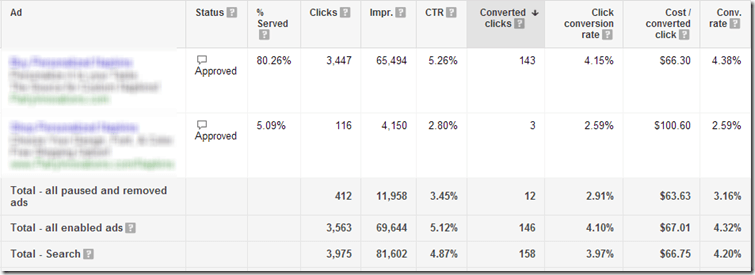 Ad Status ? % Served ? Clicks ? Impr. ? CTR ? Converted clicks ↓ ? Click conversion rate ? Cost / converted click ? Conv. rate ?
Approved 80.26% 3,447 65,494 5.26% 143 4.15% $66.30 4.38%
Approved 5.09% 116 4,150 2.80% 3 2.59% $100.60 2.59%
Total - all paused and removed ads 412 11,958 3.45% 12 2.91% $63.63 3.16%
Total - all enabled ads ? 3,563 69,644 5.12% 146 4.10% $67.01 4.32%
Total - Search ? 3,975 81,602 4.87% 158 3.97% $66.75 4.20%